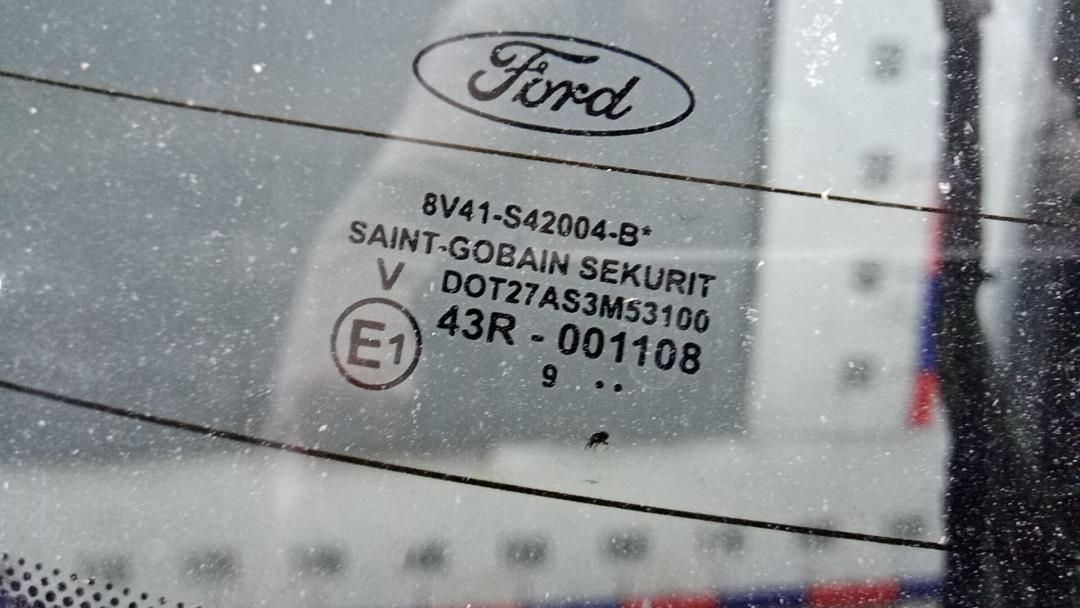 Ford
8V41-S42004-B*
SAINT-GOBAIN SEKURIT
V DOT27AS3M53100
E1 43R - 001108
9 ..